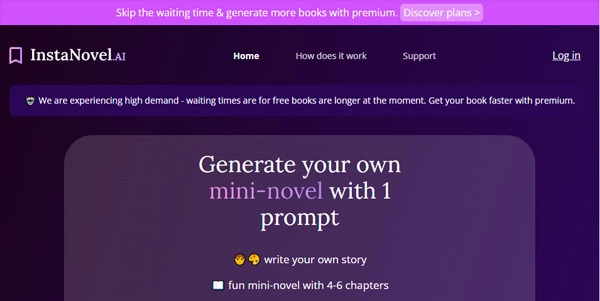 Skip the waiting time & generate more books with premium. Discover plans >
InstaNovel.AI Home How does it work Support Log in
We are experiencing high demand - waiting times are for free books are longer at the moment. Get your book faster with premium.
Generate your own
mini-novel with 1
prompt
write your own story
fun mini-novel with 4-6 chapters